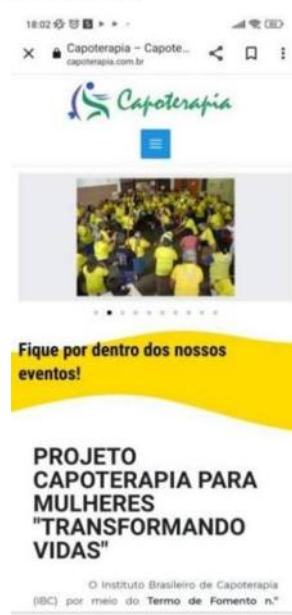 18:02
Capoterapia – Capote...
capoterapia.com.br
Capoterapia
Fique por dentro dos nossos
eventos!
PROJETO
CAPOTERAPIA PARA
MULHERES
"TRANSFORMANDO
VIDAS"
O Instituto Brasileiro de Capoterapia
(IBC) por meio do Termo de Fomento n.º